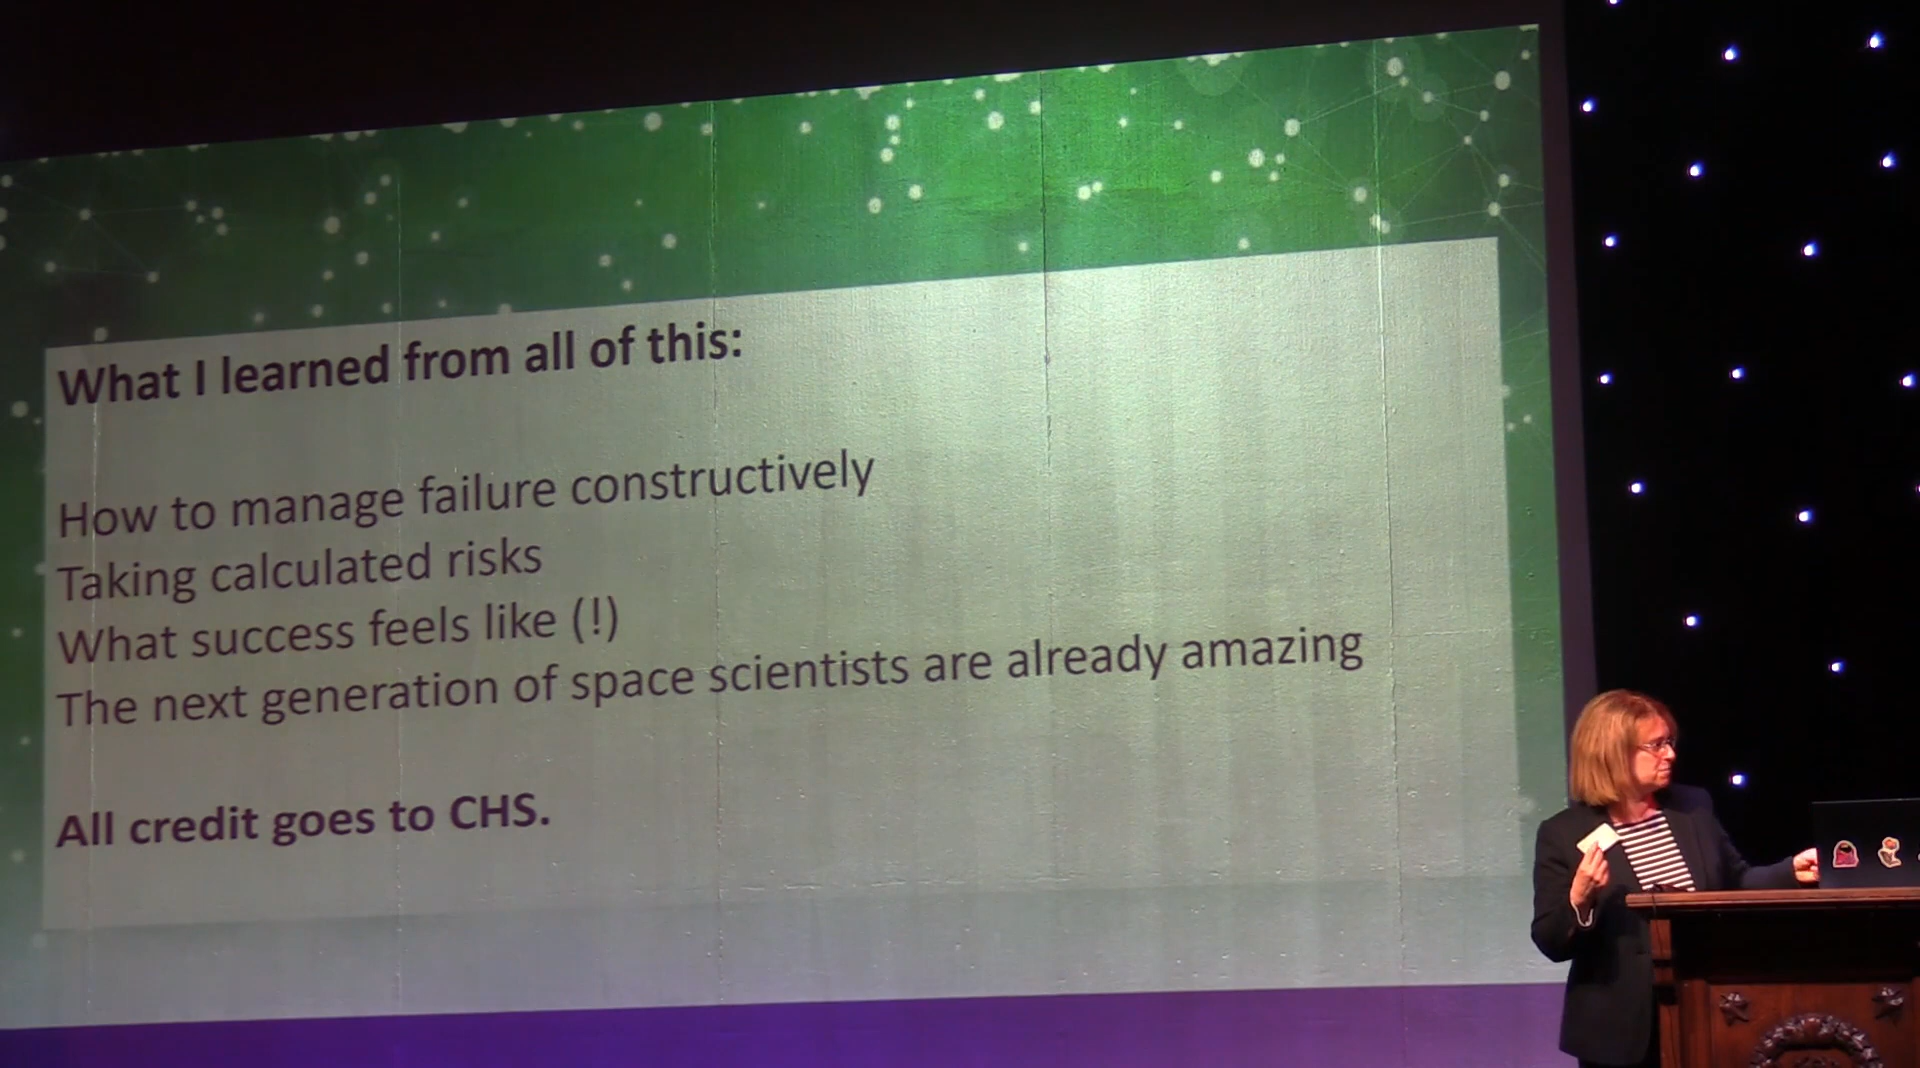 What I learned from all of this:
How to manage failure constructively
Taking calculated risks
What success feels like (!)
The next generation of space scientists are already amazing
All credit goes to CHS.